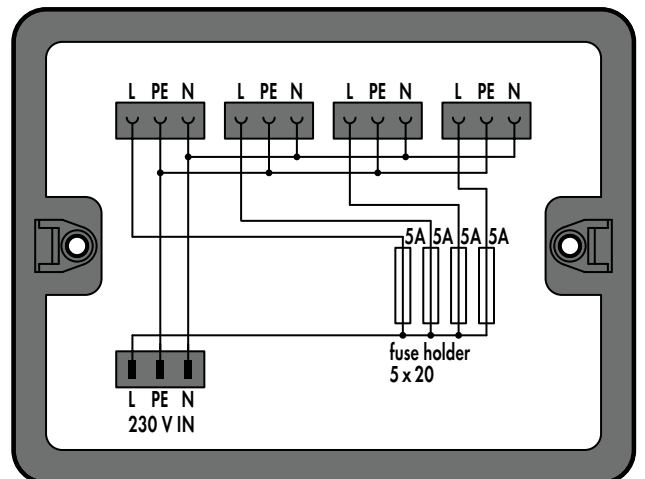 L PE N L PE N L PE N L PE N
5A 5A 5A 5A
fuse holder
5 x 20
L PE N
230 V IN